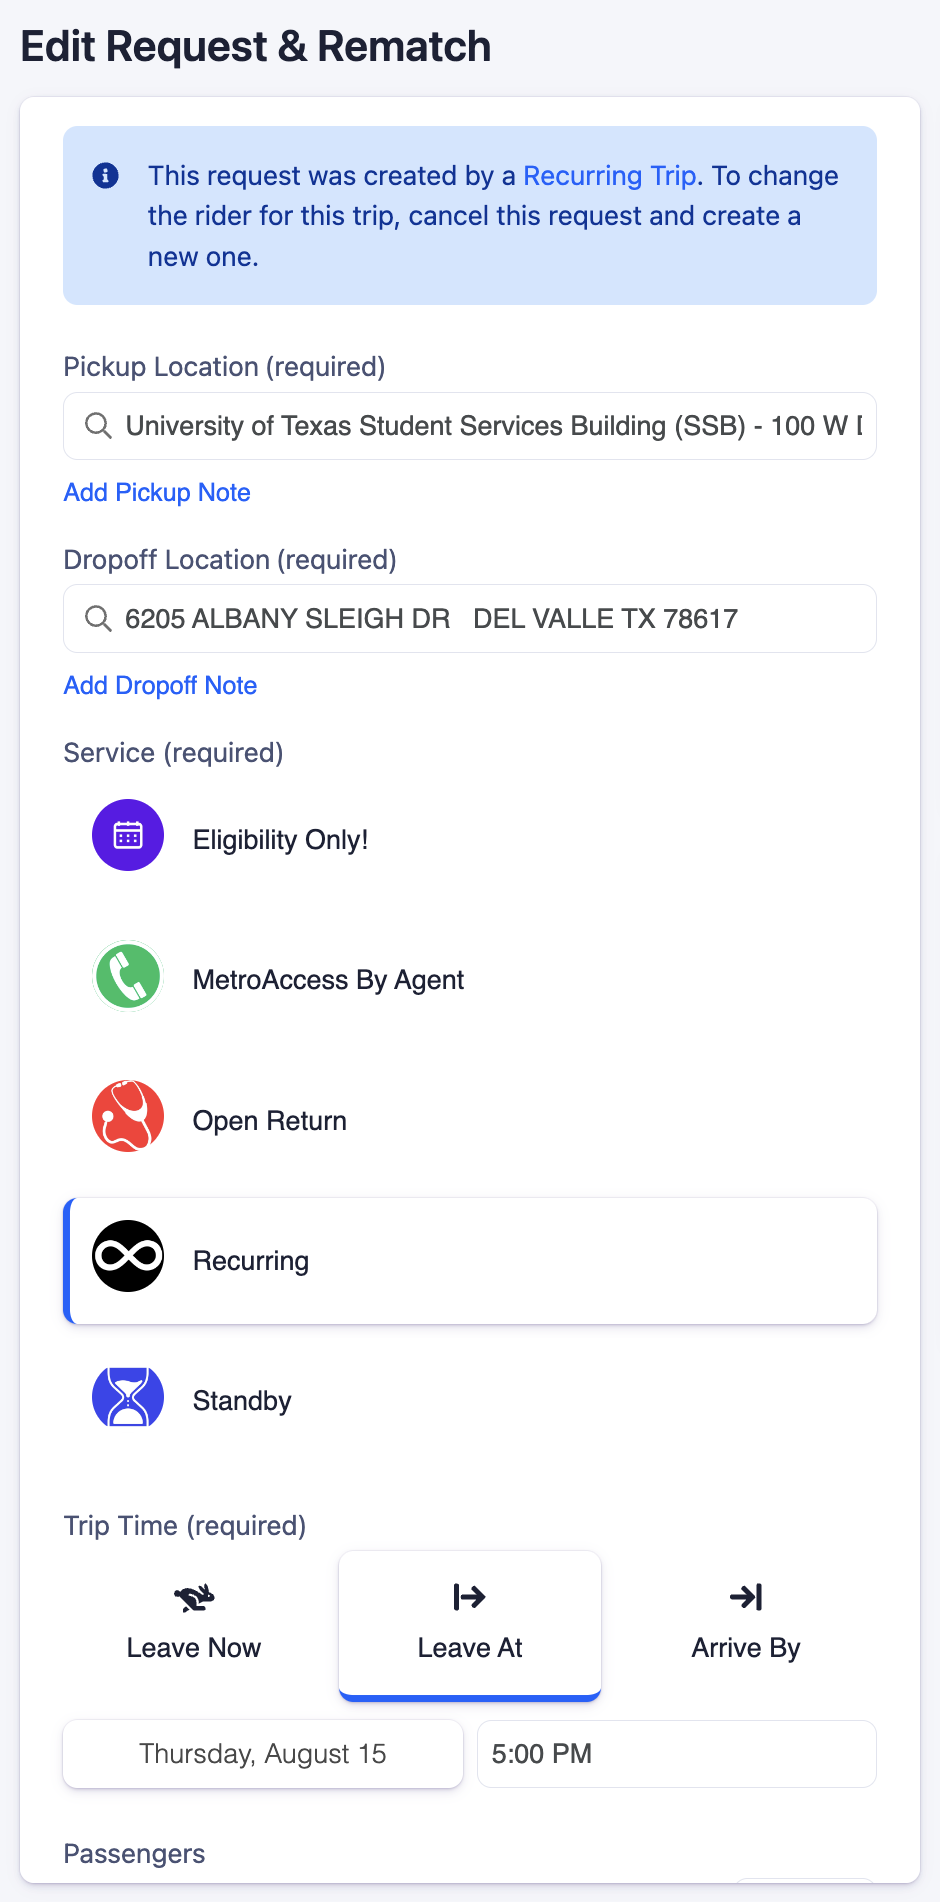 Edit Request & Rematch
This request was created by a Recurring Trip. To change
the rider for this trip, cancel this request and create a
new one.
Pickup Location (required)
University of Texas Student Services Building (SSB) - 100 W
Add Pickup Note
Dropoff Location (required)
6205 ALBANY SLEIGH DR   DEL VALLE TX 78617
Add Dropoff Note
Service (required)
Eligibility Only!
MetroAccess By Agent
Open Return
Recurring
Standby
Trip Time (required)
Leave Now
Leave At
Arrive By
Thursday, August 15
5:00 PM
Passengers